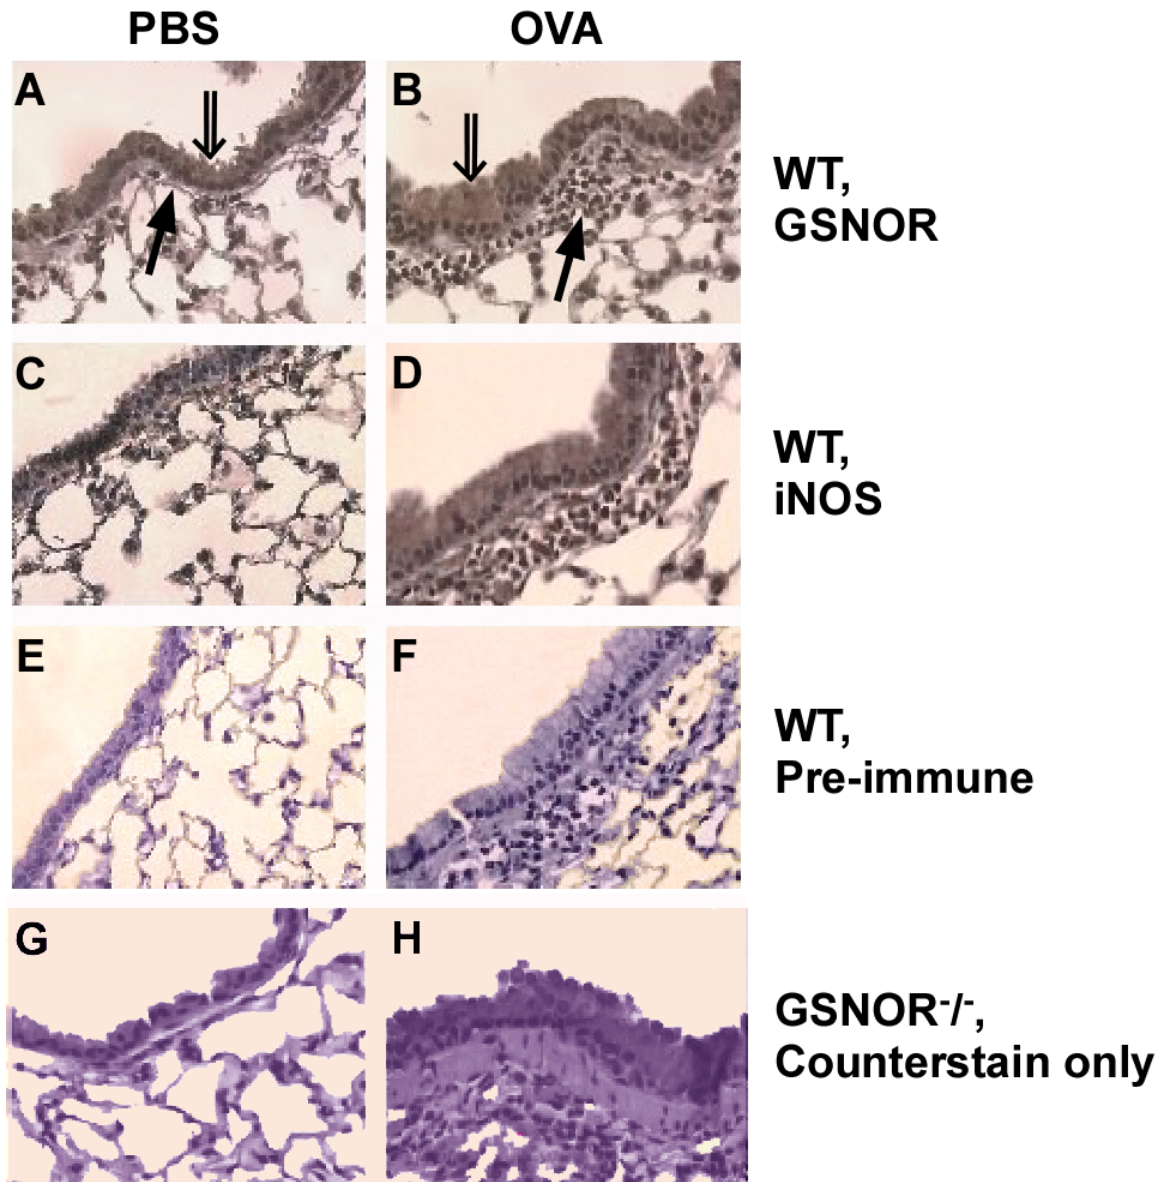 PBS OVA
A B
WT,
GSNOR
C D
WT,
iNOS
E F
WT,
Pre-immune
G H
GSNOR-/-,
Counterstain only